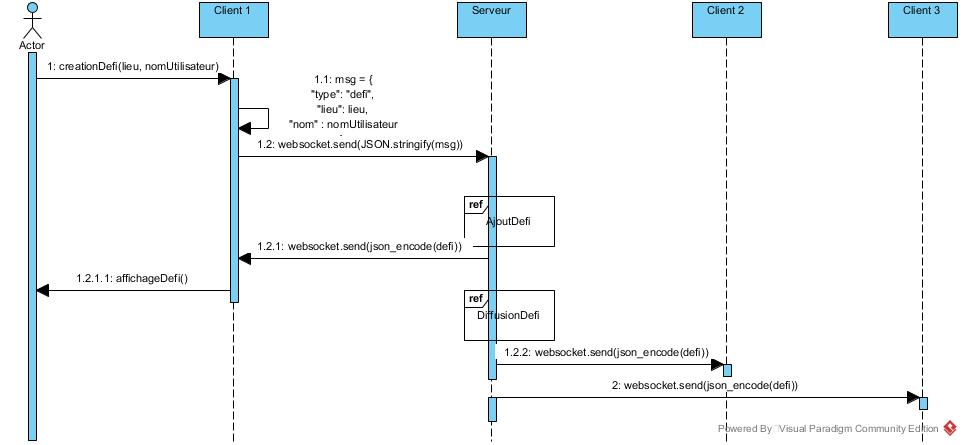 Client 1
Serveur
Client 2
Client 3
Actor
1: creationDefi(lieu, nomUtilisateur)
1.1: msg = {
"type": "defi",
"lieu": lieu,
"nom" : nomUtilisateur
1.2: websocket.send(JSON.stringify(msg))
ref
AjoutDefi
1.2.1: websocket.send(json_encode(defi))
1.2.1.1: affichageDefi()
ref
DiffusionDefi
1.2.2: websocket.send(json_encode(defi))
2: websocket.send(json_encode(defi))
Powered By Visual Paradigm Community Edition